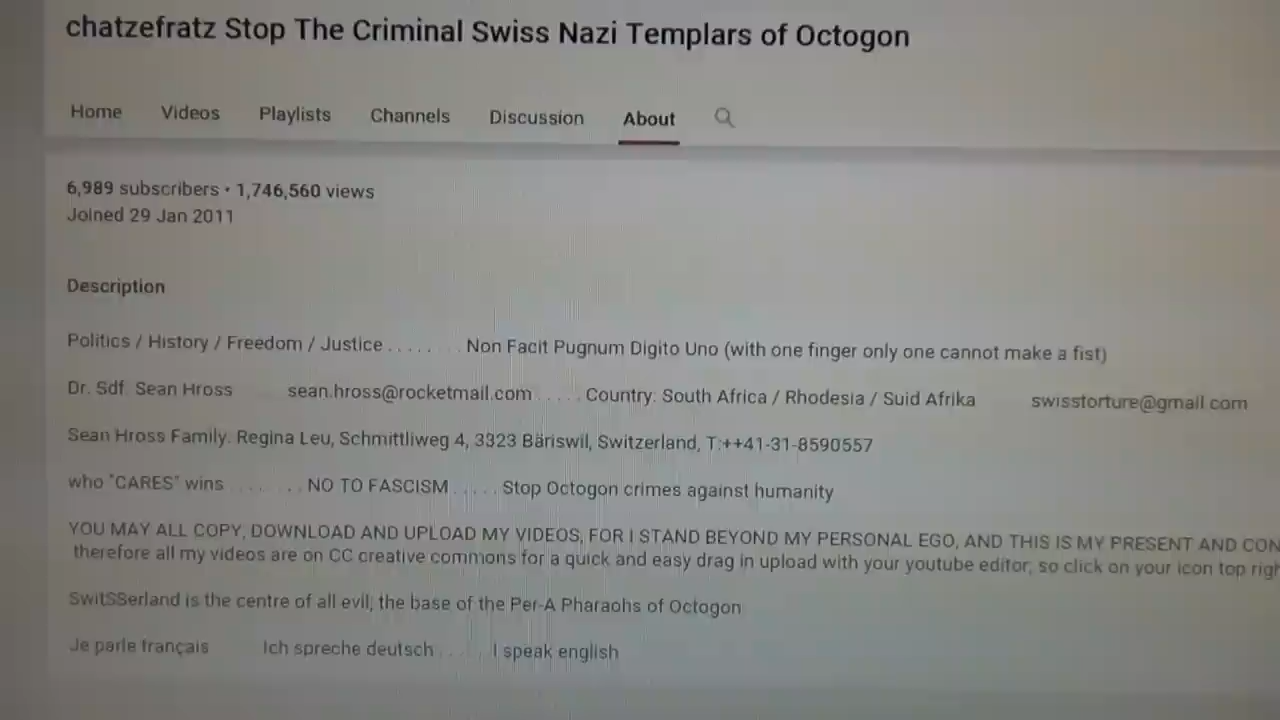 chatzefratz Stop The Criminal Swiss Nazi Templars of Octogon
Home Videos Playlists Channels Discussion About
6,989 subscribers • 1,746,560 views
Joined 29 Jan 2011
Description
Politics / History / Freedom / Justice . . . . . . . . Non Facit Pugnum Digito Uno (with one finger only one cannot make a fist)
Dr. Sdf. Sean Hross . . . . sean.hross@rocketmail.com . . . . . Country: South Africa / Rhodesia / Suid Afrika swisstorture@gmail.com
Sean Hross Family: Regina Leu, Schmittliweg 4, 3323 Bäriswil, Switzerland, T:++41-31-8590557
who "CARES" wins . . . . . . . . NO TO FASCISM . . . . . Stop Octogon crimes against humanity
YOU MAY ALL COPY, DOWNLOAD AND UPLOAD MY VIDEOS, FOR I STAND BEYOND MY PERSONAL EGO, AND THIS IS MY PRESENT AND CON
therefore all my videos are on CC creative commons for a quick and easy drag in upload with your youtube editor, so click on your icon top righ
SwitSSerland is the centre of all evil, the base of the Per-A Pharaohs of Octogon
Je parle français Ich spreche deutsch . . . . . I speak english